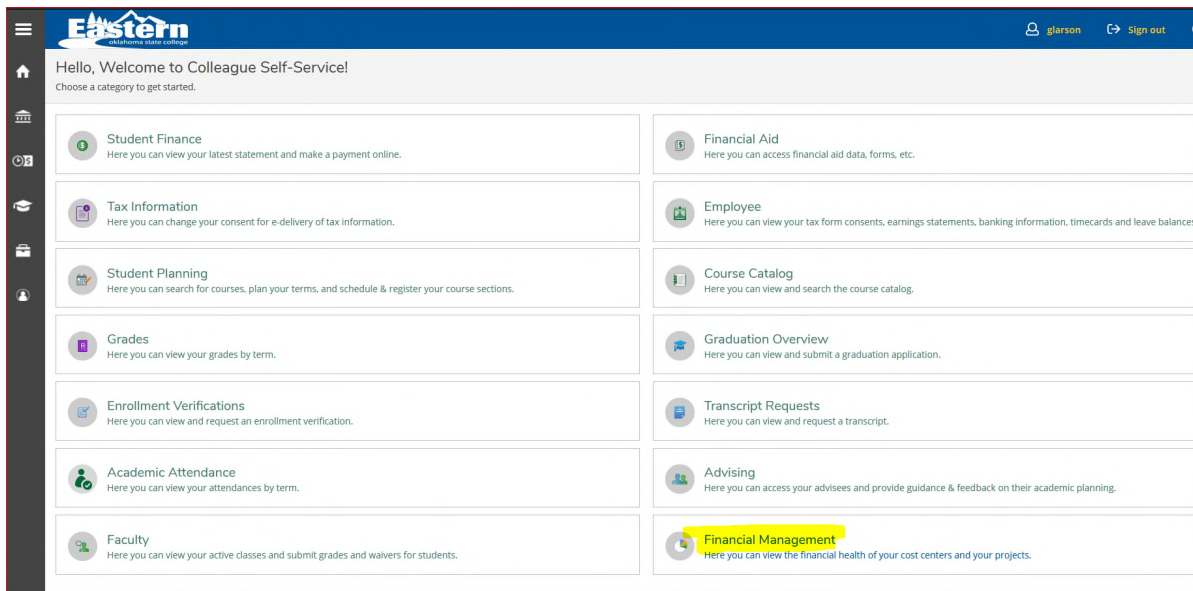 Eastern
oklahoma state college
glarson
Sign out
Hello, Welcome to Colleague Self-Service!
Choose a category to get started.
Student Finance
Here you can view your latest statement and make a payment online.
Financial Aid
Here you can access financial aid data, forms, etc.
Tax Information
Here you can change your consent for e-delivery of tax information.
Employee
Here you can view your tax form consents, earnings statements, banking information, timecards and leave balances
Student Planning
Here you can search for courses, plan your terms, and schedule & register your course sections.
Course Catalog
Here you can view and search the course catalog.
Grades
Here you can view your grades by term.
Graduation Overview
Here you can view and submit a graduation application.
Enrollment Verifications
Here you can view and request an enrollment verification.
Transcript Requests
Here you can view and request a transcript.
Academic Attendance
Here you can view your attendances by term.
Advising
Here you can access your advisees and provide guidance & feedback on their academic planning.
Faculty
Here you can view your active classes and submit grades and waivers for students.
Financial Management
Here you can view the financial health of your cost centers and your projects.